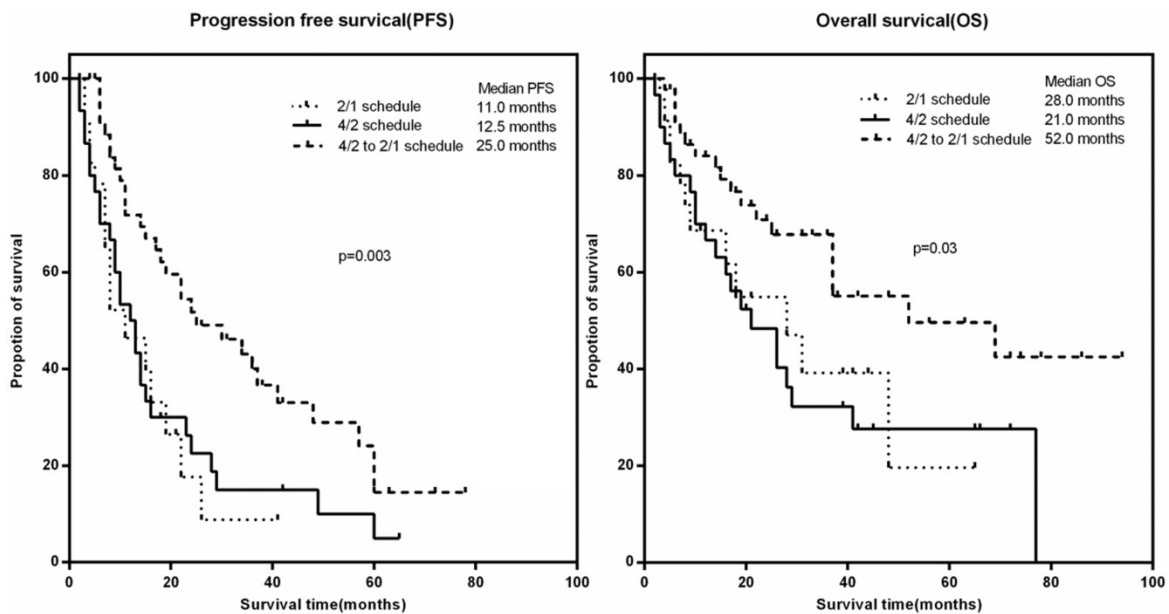 Progression free survival(PFS)
100
80
60
40
20
0
Propotion of survival
Median PFS
2/1 schedule 11.0 months
4/2 schedule 12.5 months
4/2 to 2/1 schedule 25.0 months
p=0.003
0 20 40 60 80 100
Survival time(months)
Overall survival(OS)
100
80
60
40
20
0
Propotion of survival
Median OS
2/1 schedule 28.0 months
4/2 schedule 21.0 months
4/2 to 2/1 schedule 52.0 months
p=0.03
0 20 40 60 80 100
Survival time(months)